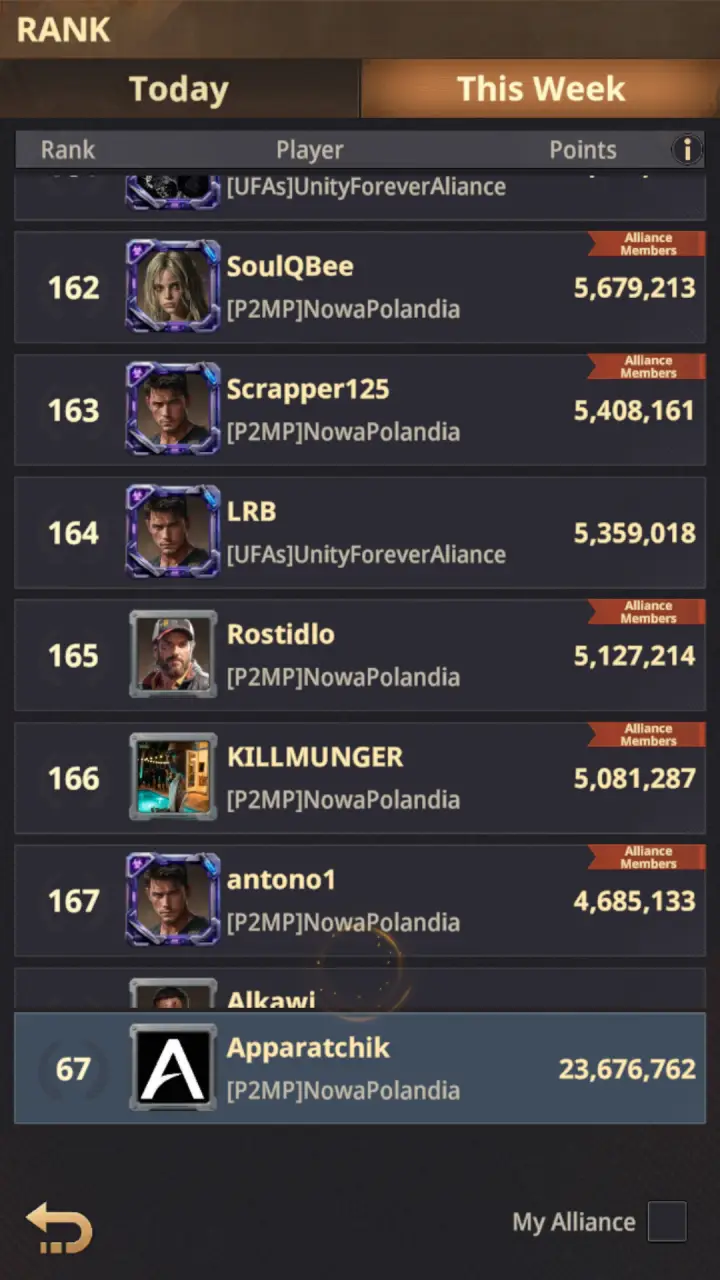 RANK
Today
This Week
Rank
Player
Points
i
[UFAs]UnityForeverAlliance
162
SoulQBee
[P2MP]NowaPolandia
Alliance
Members
5,679,213
163
Scrapper125
[P2MP]NowaPolandia
Alliance
Members
5,408,161
164
LRB
[UFAs]UnityForeverAlliance
5,359,018
165
Rostidlo
[P2MP]NowaPolandia
Alliance
Members
5,127,214
166
KILLMUNGER
[P2MP]NowaPolandia
Alliance
Members
5,081,287
167
antono1
[P2MP]NowaPolandia
Alliance
Members
4,685,133
Alkawi
67
A
Apparatchik
[P2MP]NowaPolandia
23,676,762
My Alliance